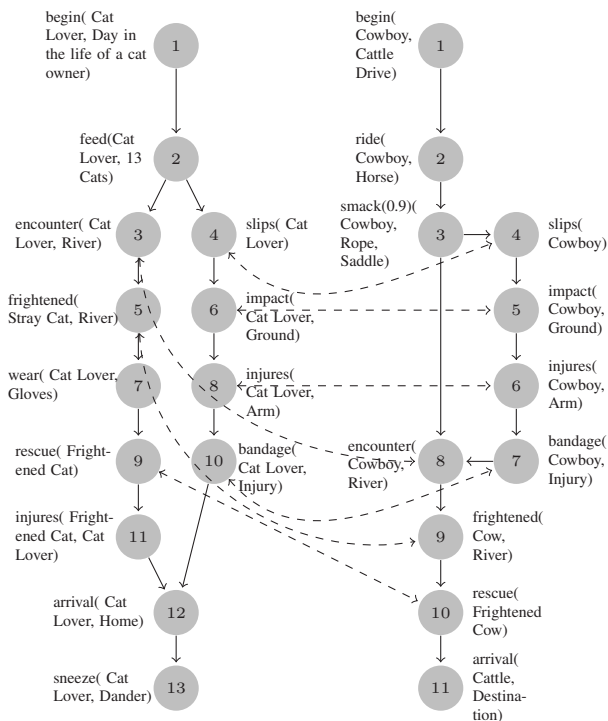 begin( Cat
Lover, Day in
the life of a cat
owner)
1
feed(Cat
Lover, 13
Cats)
2
encounter( Cat
Lover, River)
3
4
slips( Cat
Lover)
frightened(
Stray Cat, River)
5
6
impact(
Cat Lover,
Ground)
wear( Cat Lover,
Gloves)
7
8
injures(
Cat Lover,
Arm)
rescue( Fright-
ened Cat)
9
10
bandage(
Cat Lover,
Injury)
injures( Fright-
ened Cat, Cat
Lover)
11
arrival( Cat
Lover, Home)
12
sneeze( Cat
Lover, Dander)
13
begin(
Cowboy,
Cattle
Drive)
1
ride(
Cowboy,
Horse)
2
smack(0.9)(
Cowboy,
Rope,
Saddle)
3
4
slips(
Cowboy)
5
impact(
Cowboy,
Ground)
6
injures(
Cowboy,
Arm)
encounter(
Cowboy,
River)
8
7
bandage(
Cowboy,
Injury)
9
frightened(
Cow,
River)
10
rescue(
Frightened
Cow)
11
arrival(
Cattle,
Destina-
tion)